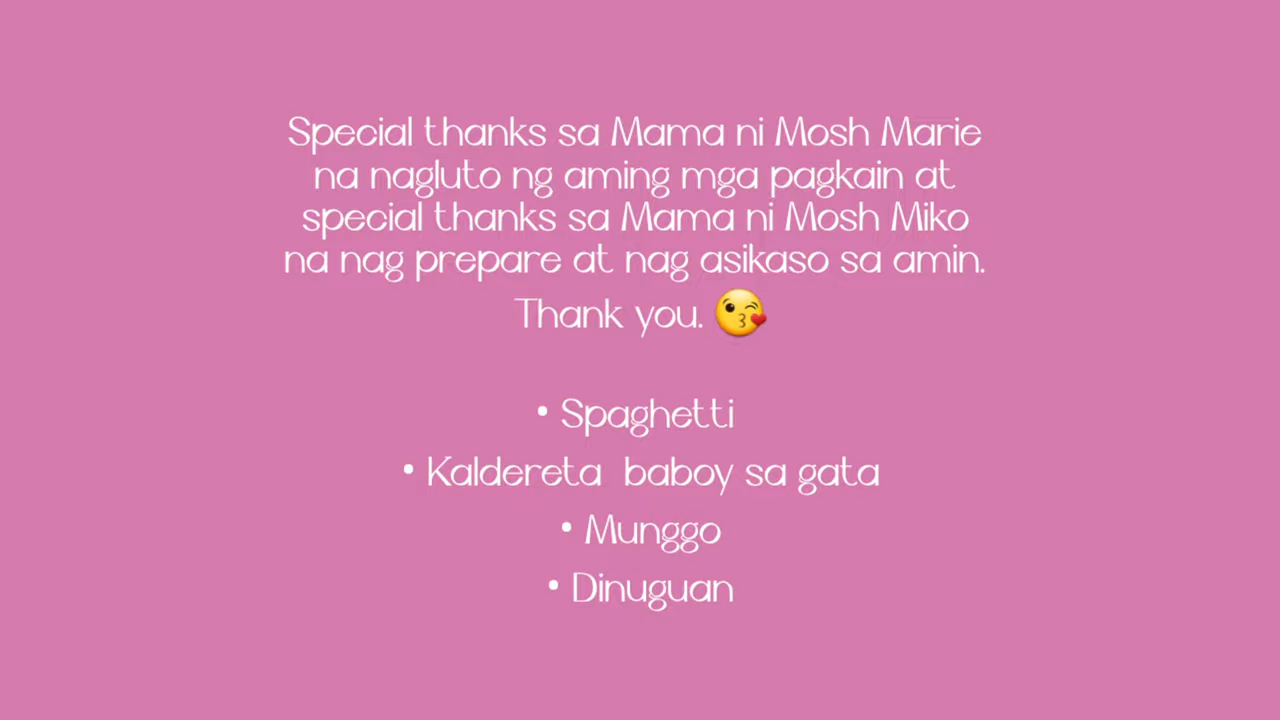 Special thanks sa Mama ni Mosh Marie
na nagluto ng aming mga pagkain at
special thanks sa Mama ni Mosh Miko
na nag prepare at nag asikaso sa amin.
Thank you. 😘
• Spaghetti
• Kaldereta  baboy sa gata
• Munggo
• Dinuguan